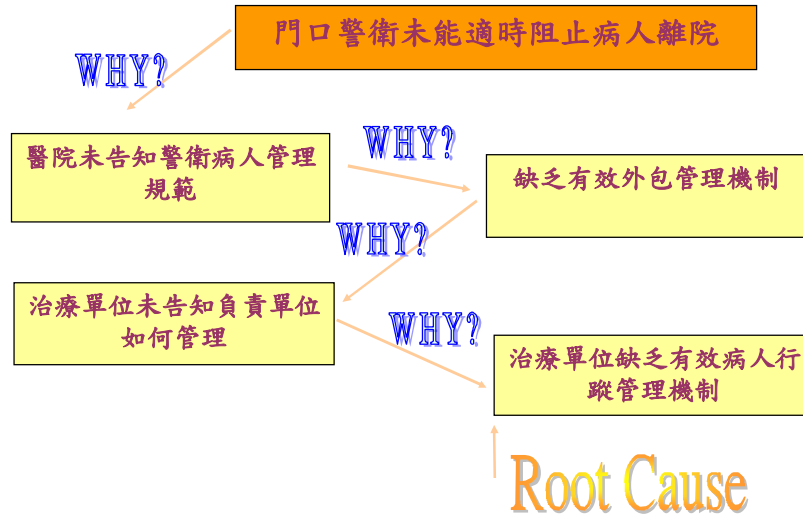 門口警衛未能適時阻止病人離院
WHY?
醫院未告知警衛病人管理
規範
WHY?
缺乏有效外包管理機制
WHY?
治療單位未告知負責單位
如何管理
WHY?
治療單位缺乏有效病人行
蹤管理機制
Root Cause